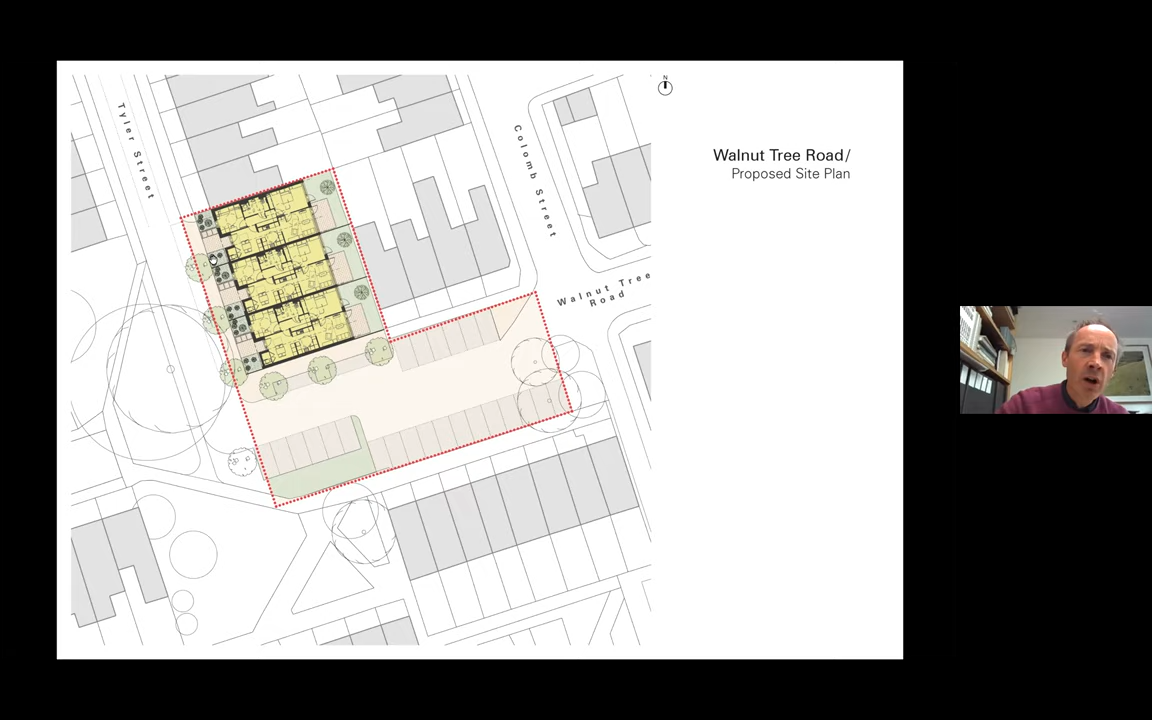 N
Walnut Tree Road/
Proposed Site Plan
Tyler Street
Colomb Street
Walnut Tree
Road